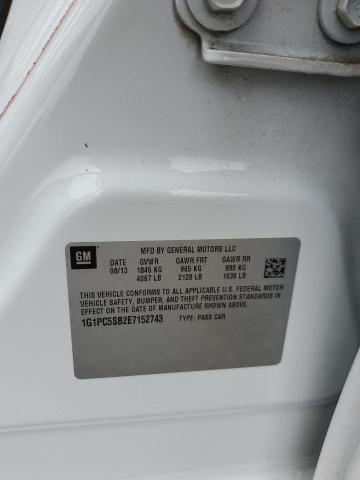 MFD BY GENERAL MOTORS LLC
GM
DATE GVWR GAWR FRT GAWR RR
08/13 1845 KG 965 KG 880 KG
4067 LB 2128 LB 1939 LB
THIS VEHICLE CONFORMS TO ALL APPLICABLE U.S. FEDERAL MOTOR
VEHICLE SAFETY, BUMPER, AND THEFT PREVENTION STANDARDS IN
EFFECT ON THE DATE OF MANUFACTURE SHOWN ABOVE.
1G1PC5SB2E7152743 TYPE: PASS CAR